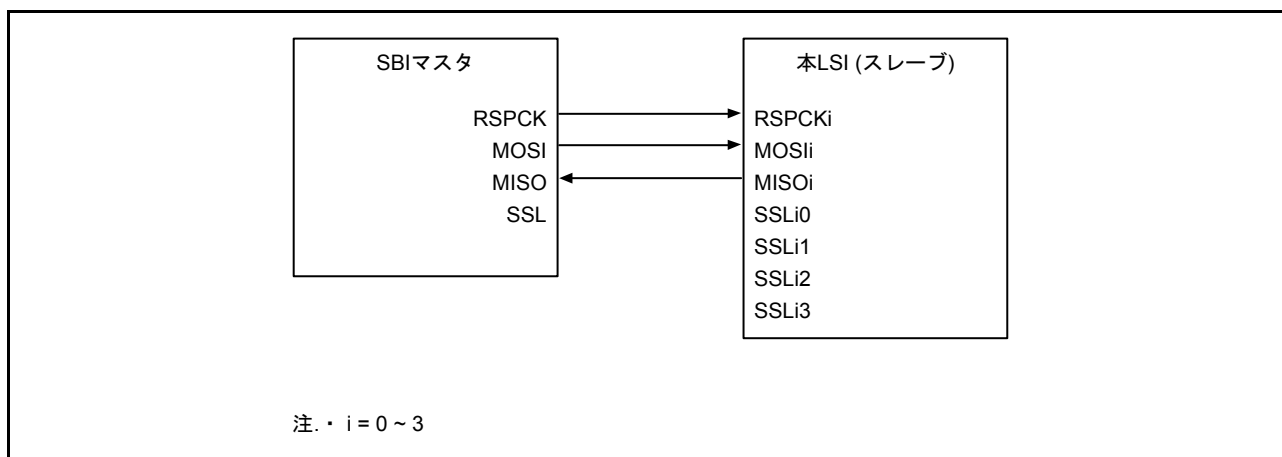 SBIマスタ
RSPCK
MOSI
MISO
SSL
本LSI (スレーブ)
RSPCKi
MOSIi
MISOi
SSLi0
SSLi1
SSLi2
SSLi3
注.・ i = 0 ~ 3